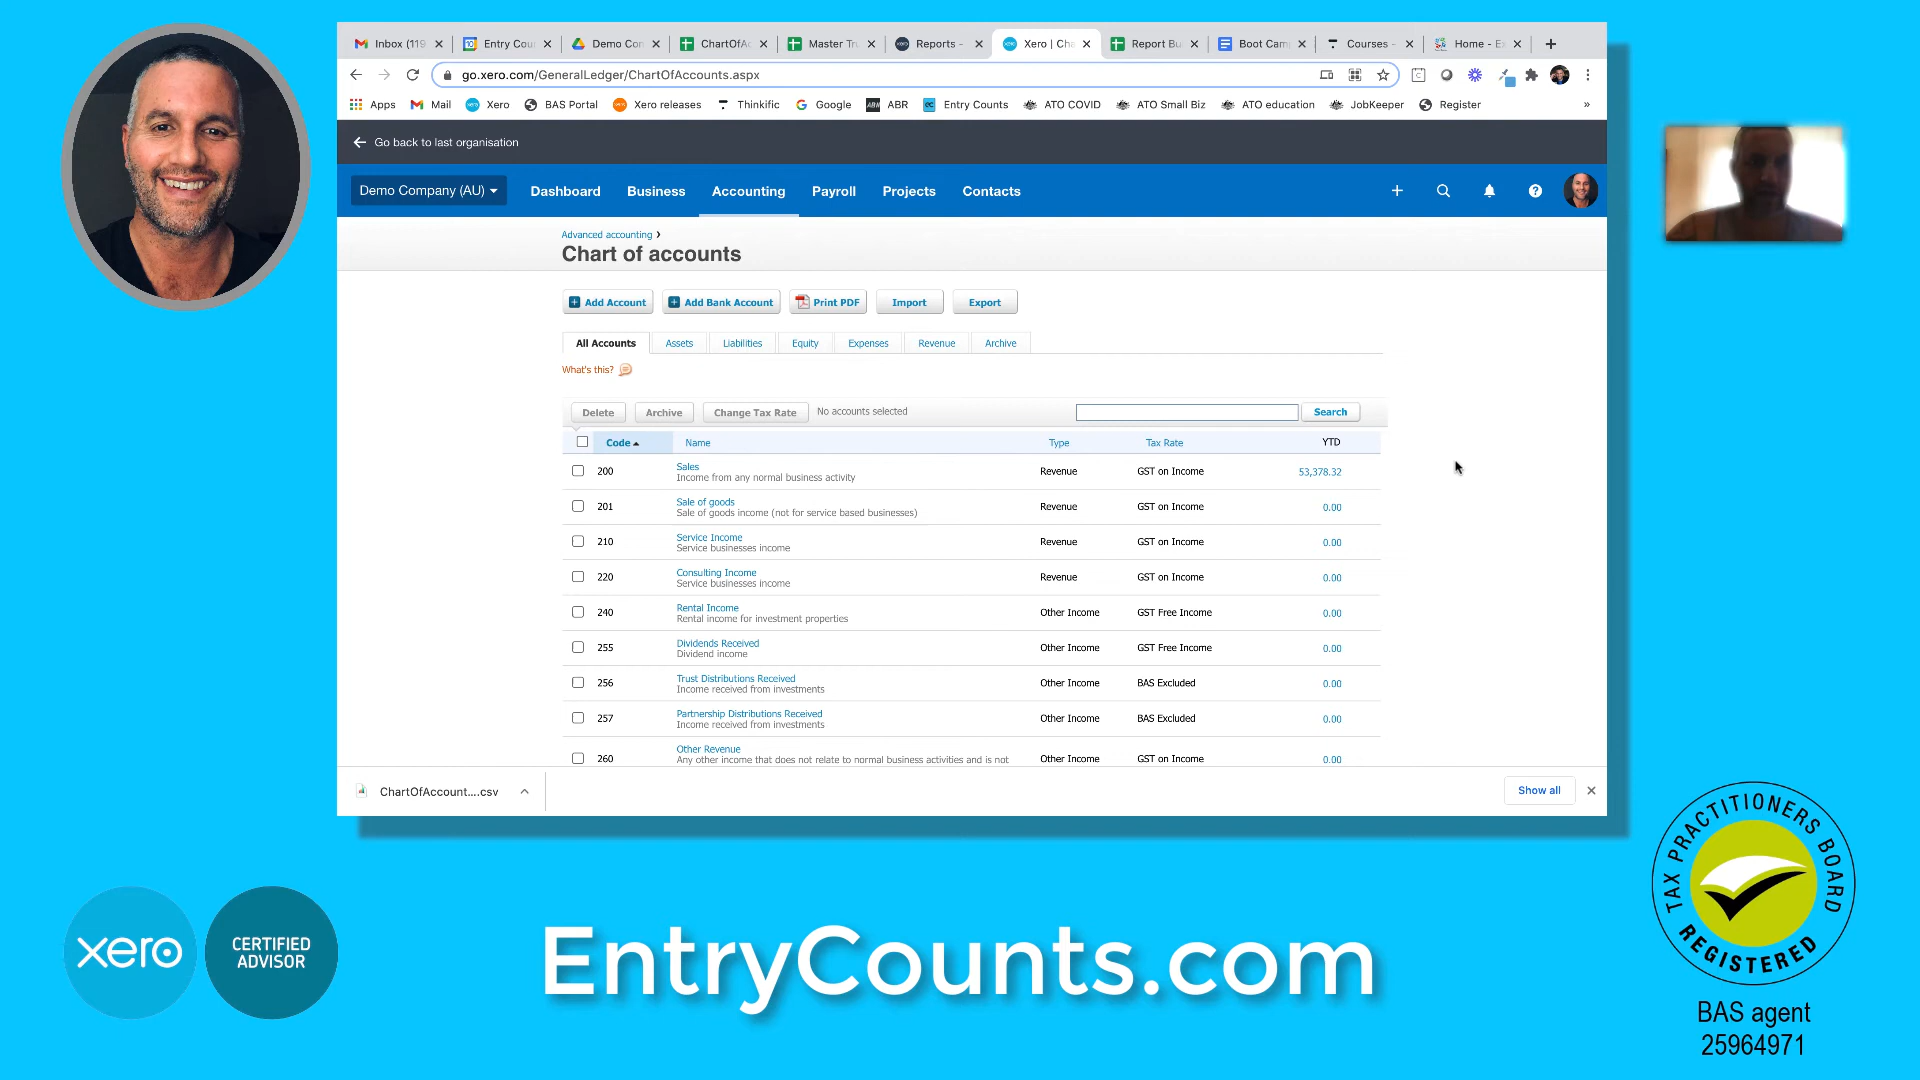 Inbox (119
Entry Cou
Demo Con
ChartOfAc
Master Tr
Reports -
Xero | Cha
Report Bu
Boot Cam
Courses -
Home - Ex
go.xero.com/GeneralLedger/ChartOfAccounts.aspx
Apps
Mail
Xero
BAS Portal
Xero releases
Thinkific
Google
ABR
Entry Counts
ATO COVID
ATO Small Biz
ATO education
JobKeeper
Register
»
Go back to last organisation
Demo Company (AU)
Dashboard
Business
Accounting
Payroll
Projects
Contacts
Advanced accounting ›
Chart of accounts
Add Account
Add Bank Account
Print PDF
Import
Export
All Accounts
Assets
Liabilities
Equity
Expenses
Revenue
Archive
What's this?
Delete
Archive
Change Tax Rate
No accounts selected
Search
Code Name Type Tax Rate YTD
200 Sales Revenue GST on Income 53,378.32
Income from any normal business activity
201 Sale of goods Revenue GST on Income 0.00
Sale of goods income (not for service based businesses)
210 Service Income Revenue GST on Income 0.00
Service businesses income
220 Consulting Income Revenue GST on Income 0.00
Service businesses income
240 Rental Income Other Income GST Free Income 0.00
Rental income for investment properties
255 Dividends Received Other Income GST Free Income 0.00
Dividend income
256 Trust Distributions Received Other Income BAS Excluded 0.00
Income received from investments
257 Partnership Distributions Received Other Income BAS Excluded 0.00
Income received from investments
260 Other Revenue Other Income GST on Income 0.00
Any other income that does not relate to normal business activities and is not
ChartOfAccount....csv
Show all
xero
CERTIFIED
ADVISOR
EntryCounts.com
TAX PRACTITIONERS BOARD
REGISTERED
BAS agent
25964971